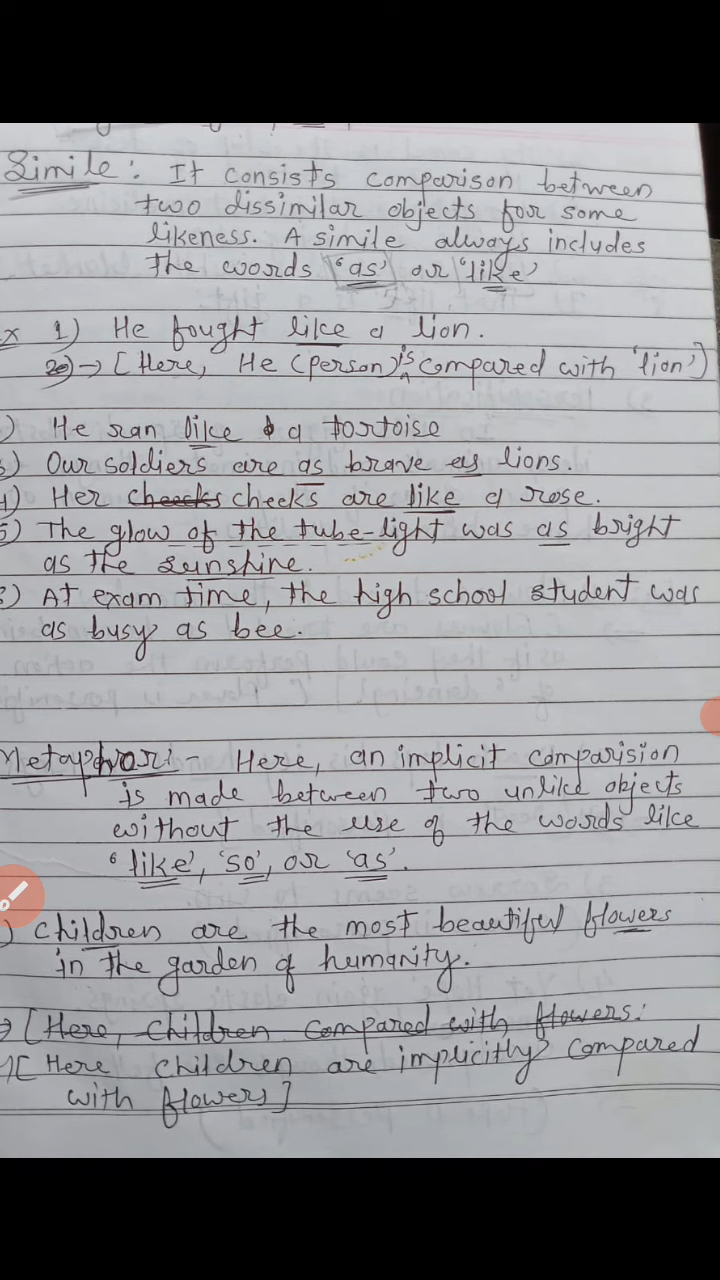 Simile: It consists comparison between
two dissimilar objects for some
likeness. A simile always includes
the words 'as' or 'like'
x 1) He fought like a lion.
→ [Here, He (person) is compared with 'lion']
) He ran like a tortoise
) Our soldiers are as brave as lions.
4) Her cheecks cheeks are like a rose.
5) The glow of the tube-light was as bright
as the sunshine.
) At exam time, the high school student was
as busy as bee.
Metaphor:- Here, an implicit comparision
is made between two unlike objects
without the use of the words like
'like', 'so', or 'as'.
) Children are the most beautiful flowers
in the garden of humanity.
→ [Here, Children compared with flowers:
[Here children are implicitly compared
with flowers]